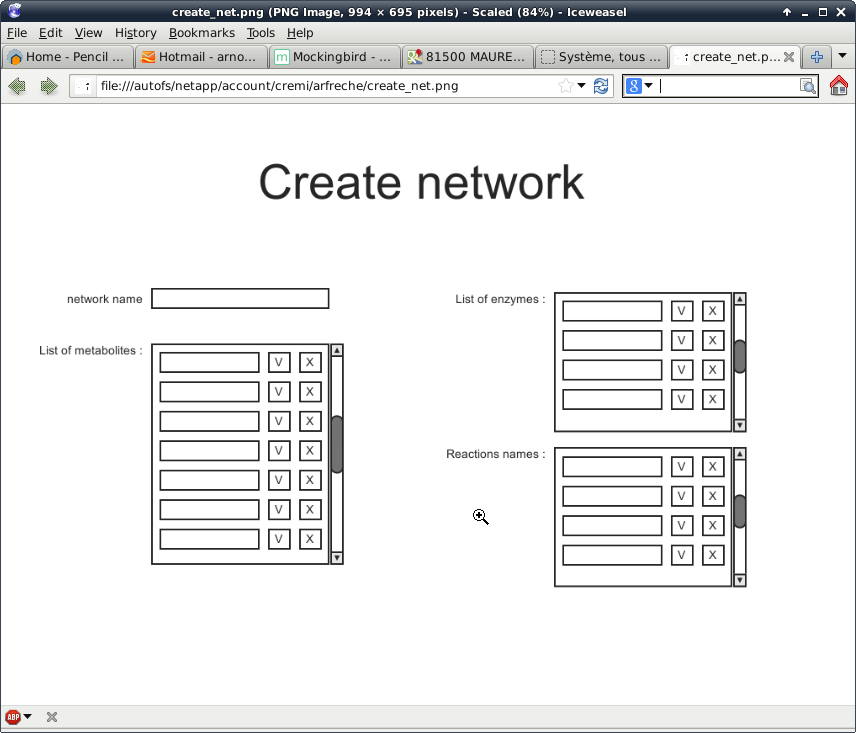 create_net.png (PNG Image, 994 × 695 pixels) - Scaled (84%) - Iceweasel
File Edit View History Bookmarks Tools Help
Home - Pencil ... Hotmail - arno... Mockingbird - ... 81500 MAURE... Système, tous ... create_net.p...
file:///autofs/netapp/account/cremi/arfreche/create_net.png
Create network
network name
List of metabolites :
V X
V X
V X
V X
V X
V X
V X
List of enzymes :
V X
V X
V X
V X
Reactions names :
V X
V X
V X
V X
ABP